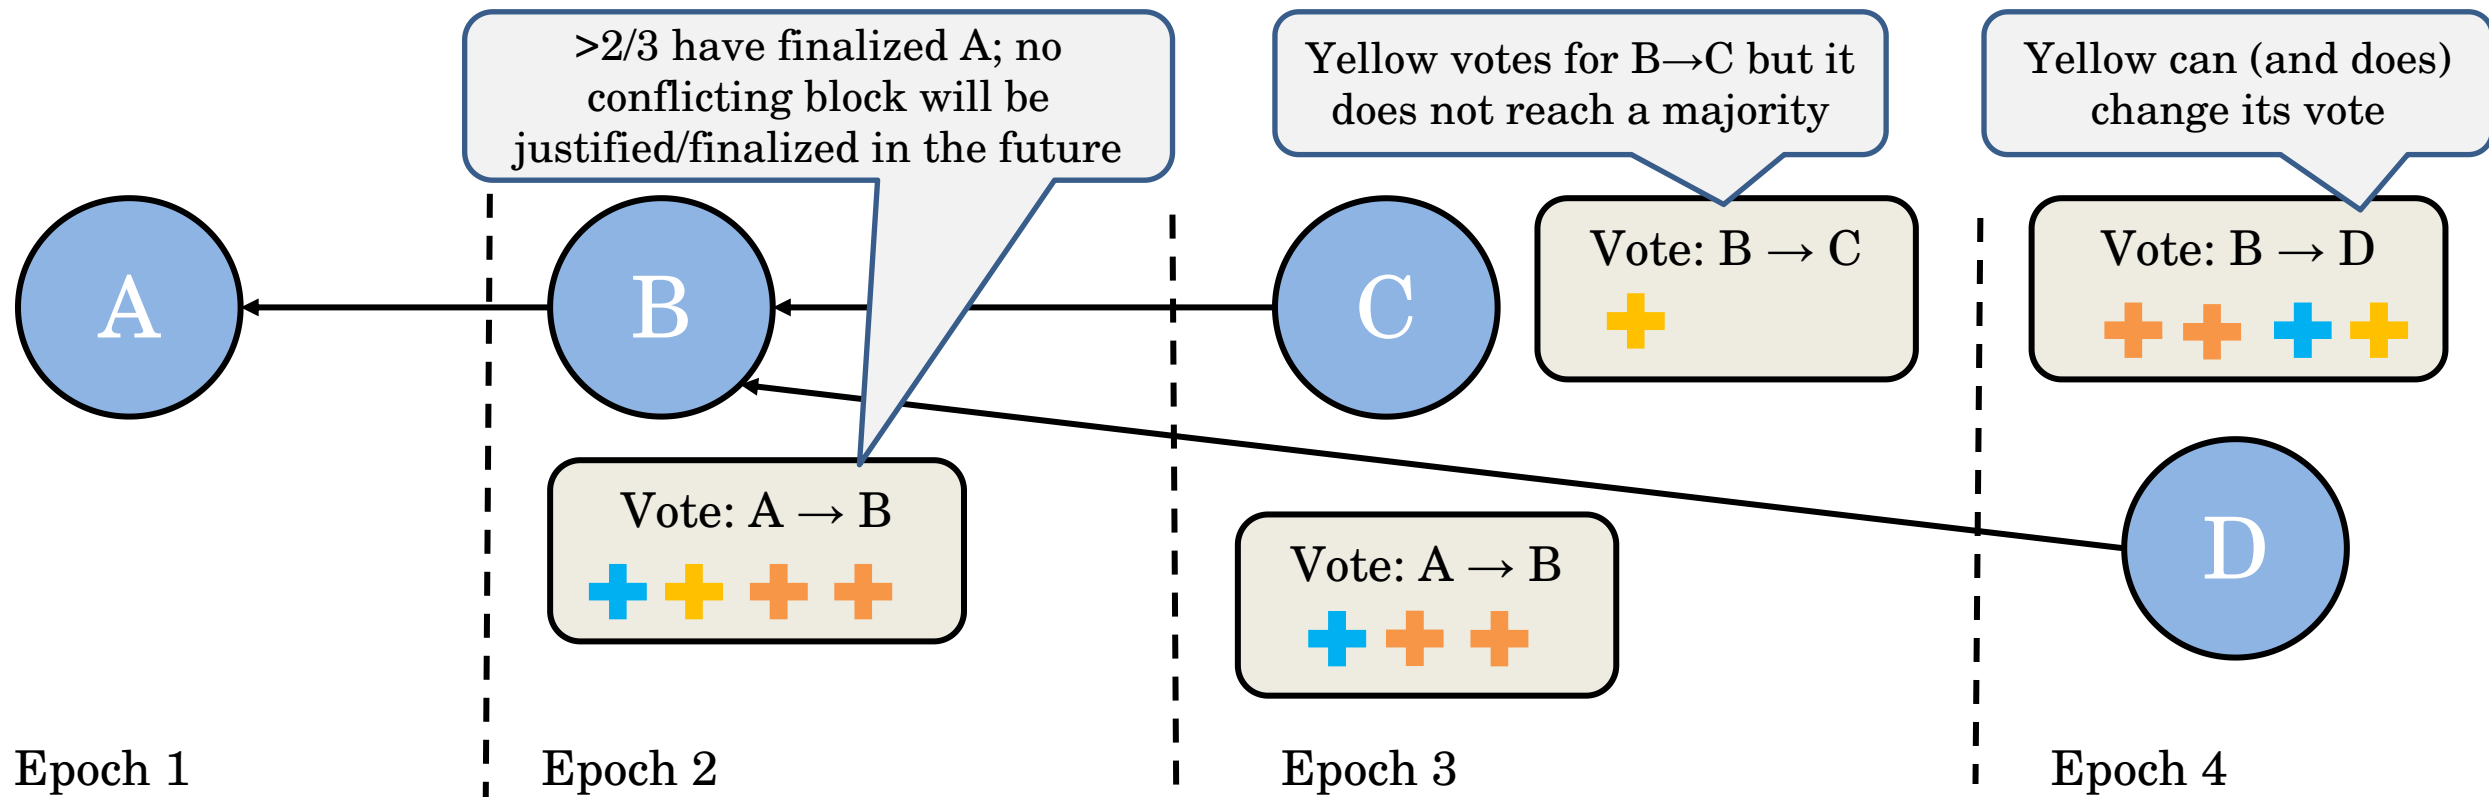 >2/3 have finalized A; no
conflicting block will be
justified/finalized in the future
Yellow votes for B→C but it
does not reach a majority
Yellow can (and does)
change its vote
A
B
C
Vote: B → C
Vote: B → D
Vote: A → B
Vote: A → B
D
Epoch 1
Epoch 2
Epoch 3
Epoch 4